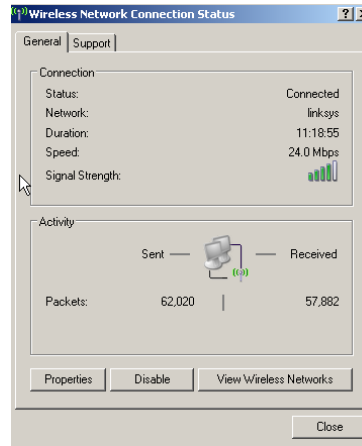 Wireless Network Connection Status
General Support
Connection
Status: Connected
Network: linksys
Duration: 11:18:55
Speed: 24.0 Mbps
Signal Strength:
Activity
Sent Received
Packets: 62,020 57,882
Properties Disable View Wireless Networks
Close